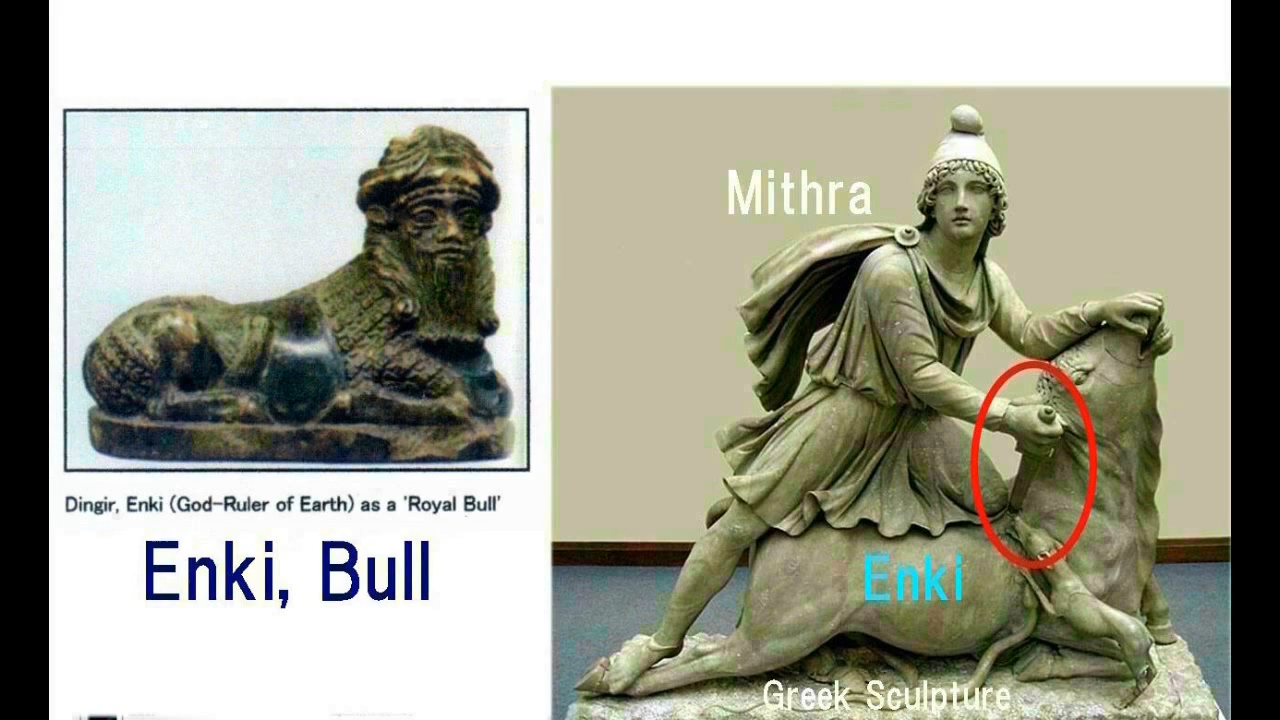 Dingir, Enki (God-Ruler of Earth) as a 'Royal Bull'
Enki, Bull
Mithra
Enki
Greek Sculpture